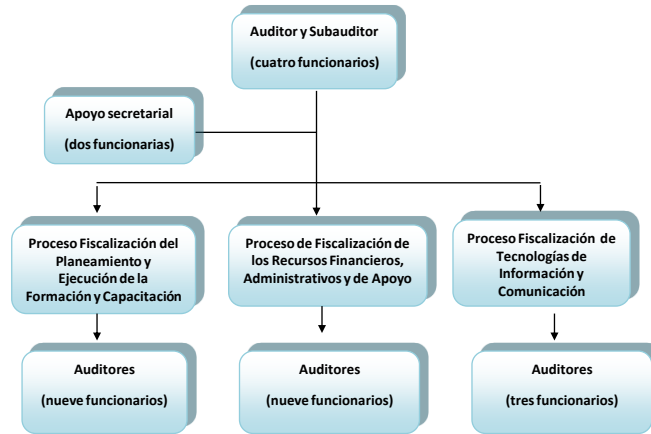 Auditor y Subauditor
(cuatro funcionarios)
Apoyo secretarial
(dos funcionarias)
Proceso Fiscalización del
Planeamiento y
Ejecución de la
Formación y Capacitación
Proceso de Fiscalización de
los Recursos Financieros,
Administrativos y de Apoyo
Proceso Fiscalización de
Tecnologías de
Información y
Comunicación
Auditores
(nueve funcionarios)
Auditores
(nueve funcionarios)
Auditores
(tres funcionarios)